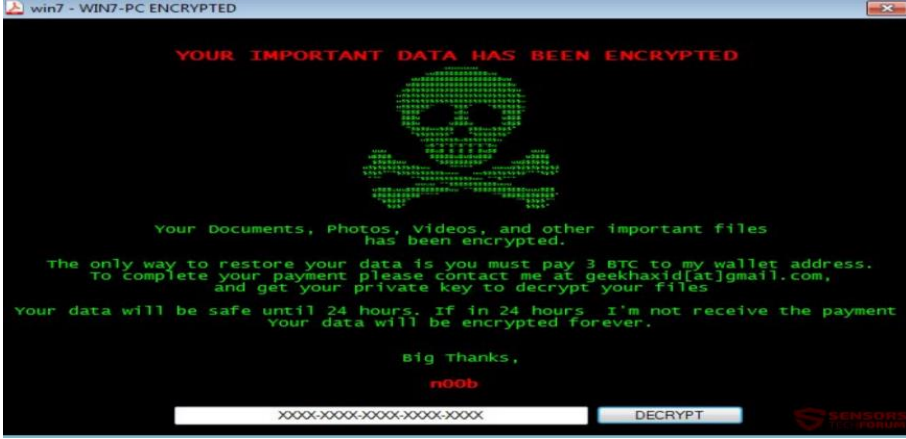 win7 - WIN7-PC ENCRYPTED
YOUR IMPORTANT DATA HAS BEEN ENCRYPTED
Your Documents, Photos, Videos, and other important files
has been encrypted.
The only way to restore your data is you must pay 3 BTC to my wallet address.
To complete your payment please contact me at geekhaxid[at]gmail.com,
and get your private key to decrypt your files
Your data will be safe until 24 hours. If in 24 hours I'm not receive the payment
Your data will be encrypted forever.
Big Thanks,
n00b
XXXX-XXXX-XXXX-XXXX-XXXX
DECRYPT
SENSORS
TECHFORUM